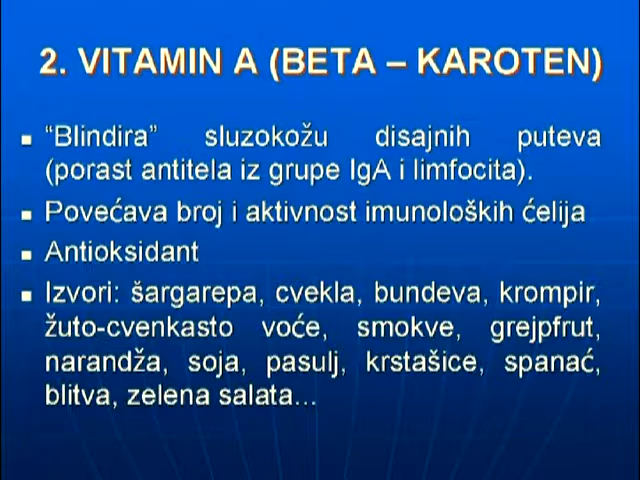 2. VITAMIN A (BETA – KAROTEN)
“Blindira” sluzokožu disajnih puteva
(porast antitela iz grupe IgA i limfocita).
Povećava broj i aktivnost imunoloških ćelija
Antioksidant
Izvori: šargarepa, cvekla, bundeva, krompir,
žuto-cvenkasto voće, smokve, grejpfrut,
narandža, soja, pasulj, krstašice, spanać,
blitva, zelena salata...